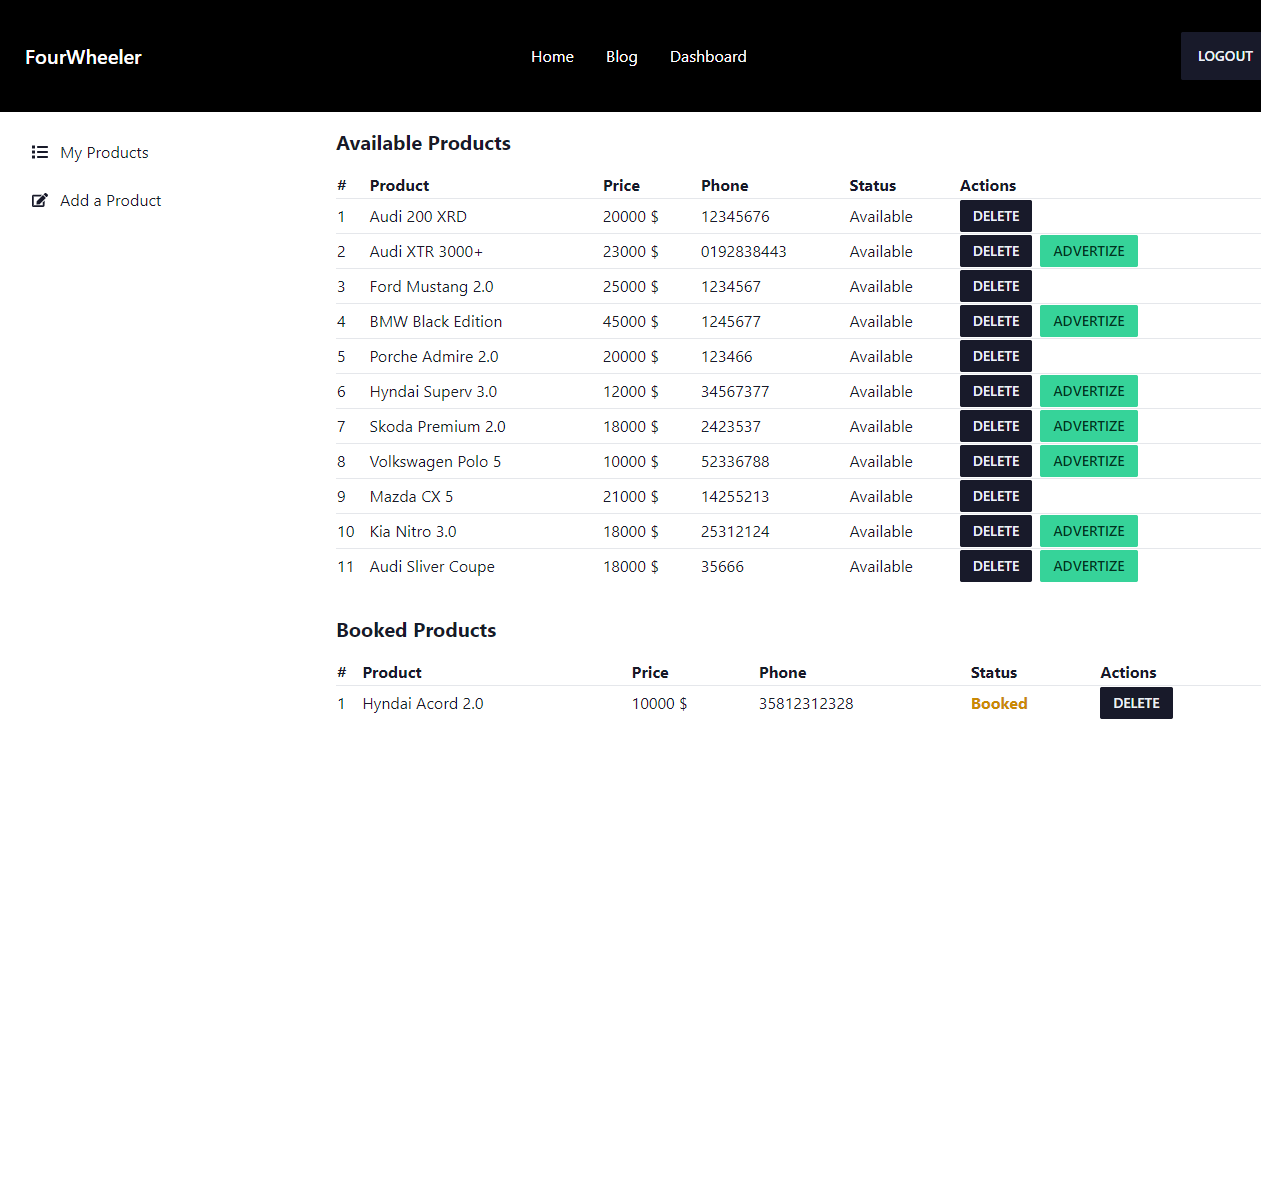 FourWheeler Home Blog Dashboard LOGOUT
My Products
Add a Product
Available Products
# Product Price Phone Status Actions
1 Audi 200 XRD 20000 $ 12345676 Available DELETE
2 Audi XTR 3000+ 23000 $ 0192838443 Available DELETE ADVERTIZE
3 Ford Mustang 2.0 25000 $ 1234567 Available DELETE
4 BMW Black Edition 45000 $ 1245677 Available DELETE ADVERTIZE
5 Porche Admire 2.0 20000 $ 123466 Available DELETE
6 Hyndai Superv 3.0 12000 $ 34567377 Available DELETE ADVERTIZE
7 Skoda Premium 2.0 18000 $ 2423537 Available DELETE ADVERTIZE
8 Volkswagen Polo 5 10000 $ 52336788 Available DELETE ADVERTIZE
9 Mazda CX 5 21000 $ 14255213 Available DELETE
10 Kia Nitro 3.0 18000 $ 25312124 Available DELETE ADVERTIZE
11 Audi Sliver Coupe 18000 $ 35666 Available DELETE ADVERTIZE
Booked Products
# Product Price Phone Status Actions
1 Hyndai Acord 2.0 10000 $ 35812312328 Booked DELETE